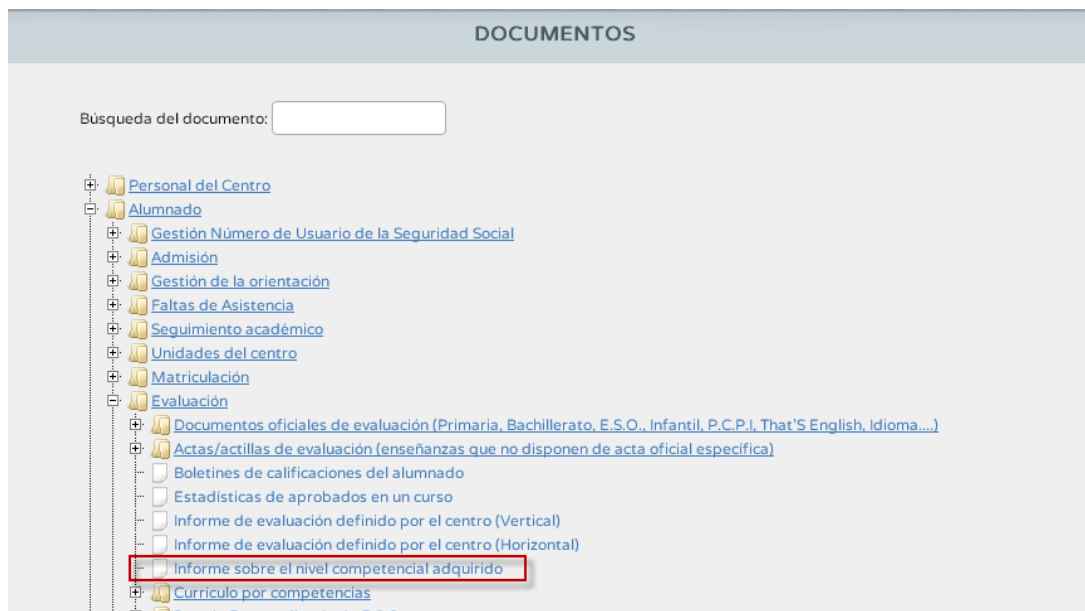 DOCUMENTOS
Búsqueda del documento:
Personal del Centro
Alumnado
Gestión Número de Usuario de la Seguridad Social
Admisión
Gestión de la orientación
Faltas de Asistencia
Seguimiento académico
Unidades del centro
Matriculación
Evaluación
Documentos oficiales de evaluación (Primaria, Bachillerato, E.S.O., Infantil, P.C.P.I, That'S English, Idioma....)
Actas/actillas de evaluación (enseñanzas que no disponen de acta oficial específica)
Boletines de calificaciones del alumnado
Estadísticas de aprobados en un curso
Informe de evaluación definido por el centro (Vertical)
Informe de evaluación definido por el centro (Horizontal)
Informe sobre el nivel competencial adquirido
Currículo por competencias